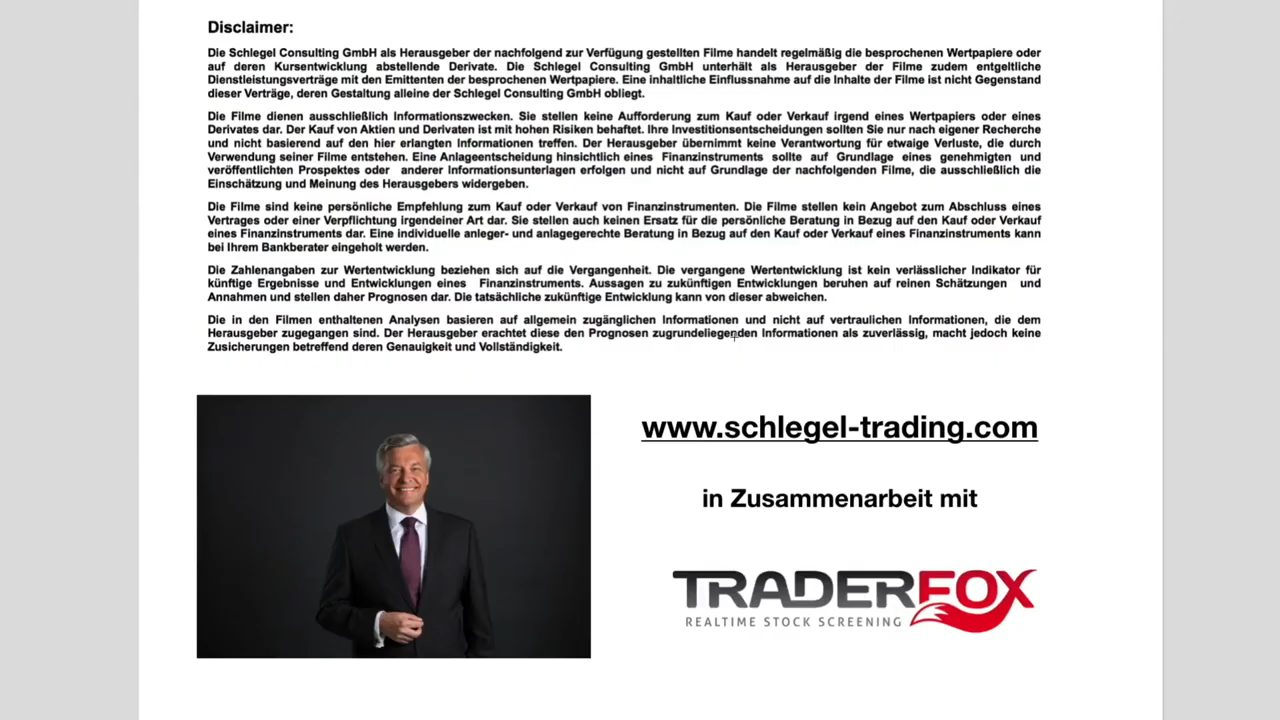 Disclaimer:
Die Schlegel Consulting GmbH als Herausgeber der nachfolgend zur Verfügung gestellten Filme handelt regelmäßig die besprochenen Wertpapiere oder
auf deren Kursentwicklung abstellende Derivate. Die Schlegel Consulting GmbH unterhält als Herausgeber der Filme zudem entgeltliche
Dienstleistungsverträge mit den Emittenten der besprochenen Wertpapiere. Eine inhaltliche Einflussnahme auf die Inhalte der Filme ist nicht Gegenstand
dieser Verträge, deren Gestaltung alleine der Schlegel Consulting GmbH obliegt.
Die Filme dienen ausschließlich Informationszwecken. Sie stellen keine Aufforderung zum Kauf oder Verkauf irgend eines Wertpapiers oder eines
Derivates dar. Der Kauf von Aktien und Derivaten ist mit hohen Risiken behaftet. Ihre Investitionsentscheidungen sollten Sie nur nach eigener Recherche
und nicht basierend auf den hier erlangten Informationen treffen. Der Herausgeber übernimmt keine Verantwortung für etwaige Verluste, die durch
Verwendung seiner Filme entstehen. Eine Anlageentscheidung hinsichtlich eines Finanzinstruments sollte auf Grundlage eines genehmigten und
veröffentlichten Prospektes oder anderer Informationsunterlagen erfolgen und nicht auf Grundlage der nachfolgenden Filme, die ausschließlich die
Einschätzung und Meinung des Herausgebers widergeben.
Die Filme sind keine persönliche Empfehlung zum Kauf oder Verkauf von Finanzinstrumenten. Die Filme stellen kein Angebot zum Abschluss eines
Vertrages oder einer Verpflichtung irgendeiner Art dar. Sie stellen auch keinen Ersatz für die persönliche Beratung in Bezug auf den Kauf oder Verkauf
eines Finanzinstruments dar. Eine individuelle anleger- und anlagegerechte Beratung in Bezug auf den Kauf oder Verkauf eines Finanzinstruments kann
bei Ihrem Bankberater eingeholt werden.
Die Zahlenangaben zur Wertentwicklung beziehen sich auf die Vergangenheit. Die vergangene Wertentwicklung ist kein verlässlicher Indikator für
künftige Ergebnisse und Entwicklungen eines Finanzinstruments. Aussagen zu zukünftigen Entwicklungen beruhen auf reinen Schätzungen und
Annahmen und stellen daher Prognosen dar. Die tatsächliche zukünftige Entwicklung kann von dieser abweichen.
Die in den Filmen enthaltenen Analysen basieren auf allgemein zugänglichen Informationen und nicht auf vertraulichen Informationen, die dem
Herausgeber zugegangen sind. Der Herausgeber erachtet diese den Prognosen zugrundeliegenden Informationen als zuverlässig, macht jedoch keine
Zusicherungen betreffend deren Genauigkeit und Vollständigkeit.
www.schlegel-trading.com
in Zusammenarbeit mit
TRADERFOX
REALTIME STOCK SCREENING